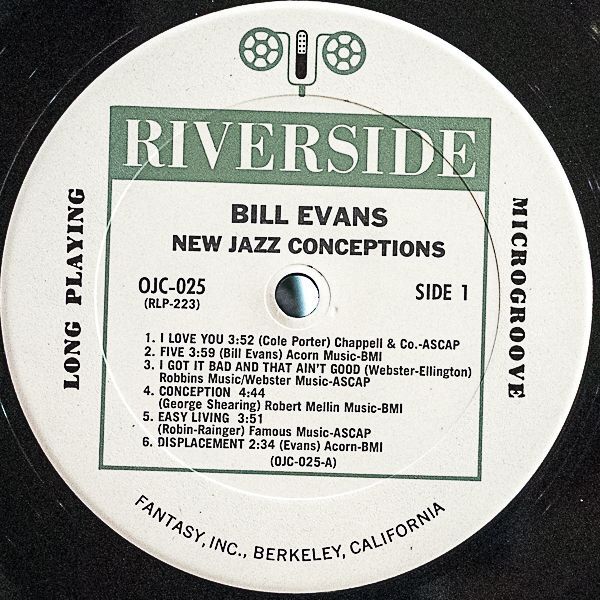 RIVERSIDE
BILL EVANS
NEW JAZZ CONCEPTIONS
OJC-025
(RLP-223)
SIDE 1
LONG PLAYING
MICROGROOVE
1. I LOVE YOU 3:52 (Cole Porter) Chappell & Co.-ASCAP
2. FIVE 3:59 (Bill Evans) Acorn Music-BMI
3. I GOT IT BAD AND THAT AIN'T GOOD (Webster-Ellington)
Robbins Music/Webster Music-ASCAP
4. CONCEPTION 4:44
(George Shearing) Robert Mellin Music-BMI
5. EASY LIVING 3:51
(Robin-Rainger) Famous Music-ASCAP
6. DISPLACEMENT 2:34 (Evans) Acorn-BMI
(OJC-025-A)
FANTASY, INC., BERKELEY, CALIFORNIA